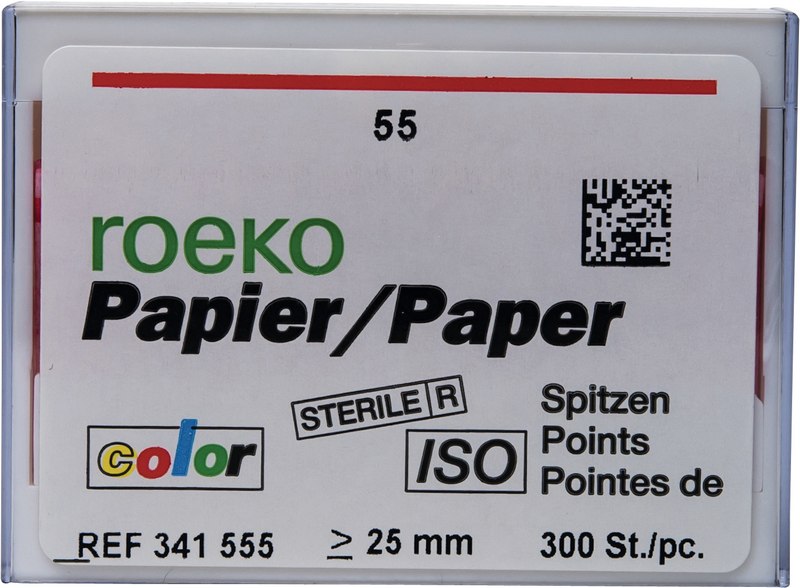 55
roeko
Papier/Paper
STERILE R
Spitzen
color
ISO
Points
Pointes de
REF 341 555
≥ 25 mm
300 St./pc.